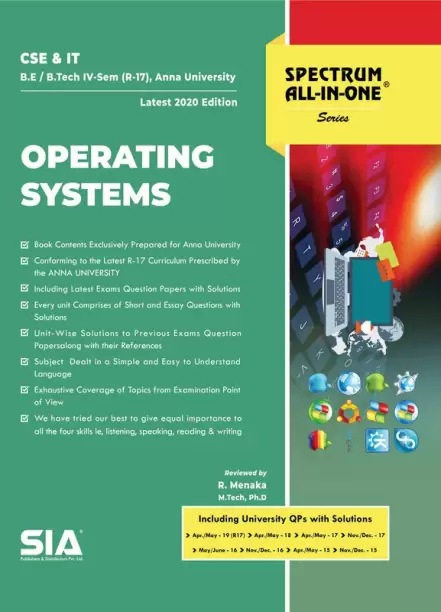 CSE & IT
B.E / B.Tech IV-Sem (R-17), Anna University
Latest 2020 Edition
SPECTRUM
ALL-IN-ONE®
Series
OPERATING
SYSTEMS
Book Contents Exclusively Prepared for Anna University
Conforming to the Latest R-17 Curriculum Prescribed by
the ANNA UNIVERSITY
Including Latest Exams Question Papers with Solutions
Every unit Comprises of Short and Essay Questions with
Solutions
Unit-Wise Solutions to Previous Exams Question
Papersalong with their References
Subject Dealt in a Simple and Easy to Understand
Language
Exhaustive Coverage of Topics from Examination Point
of View
We have tried our best to give equal importance to
all the four skills ie, listening, speaking, reading & writing
Reviewed by
R. Menaka
M.Tech, Ph.D
Including University QPs with Solutions
Apr./May - 19 (R17) Apr./May - 18 Apr./May - 17 Nov./Dec. - 17
May/June - 16 Nov./Dec. - 16 Apr./May - 15 Nov./Dec. - 15
SIA®
Publishers & Distributors Pvt. Ltd.